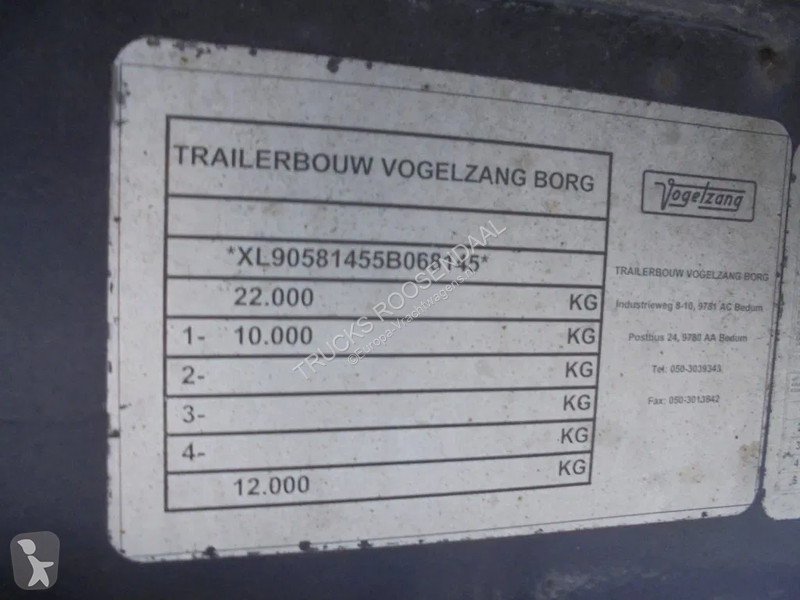 TRAILERBOUW VOGELZANG BORG
*XL90581455B068145*
22.000 KG
1- 10.000 KG
2- KG
3- KG
4- KG
12.000 KG
Vogelzang
TRAILERBOUW VOGELZANG BORG
Industrieweg 8-10, 9781 AC Bedum
Postbus 24, 9780 AA Bedum
Tel: 050-3039343
Fax: 050-3013842
TRUCKS ROOSENDAAL